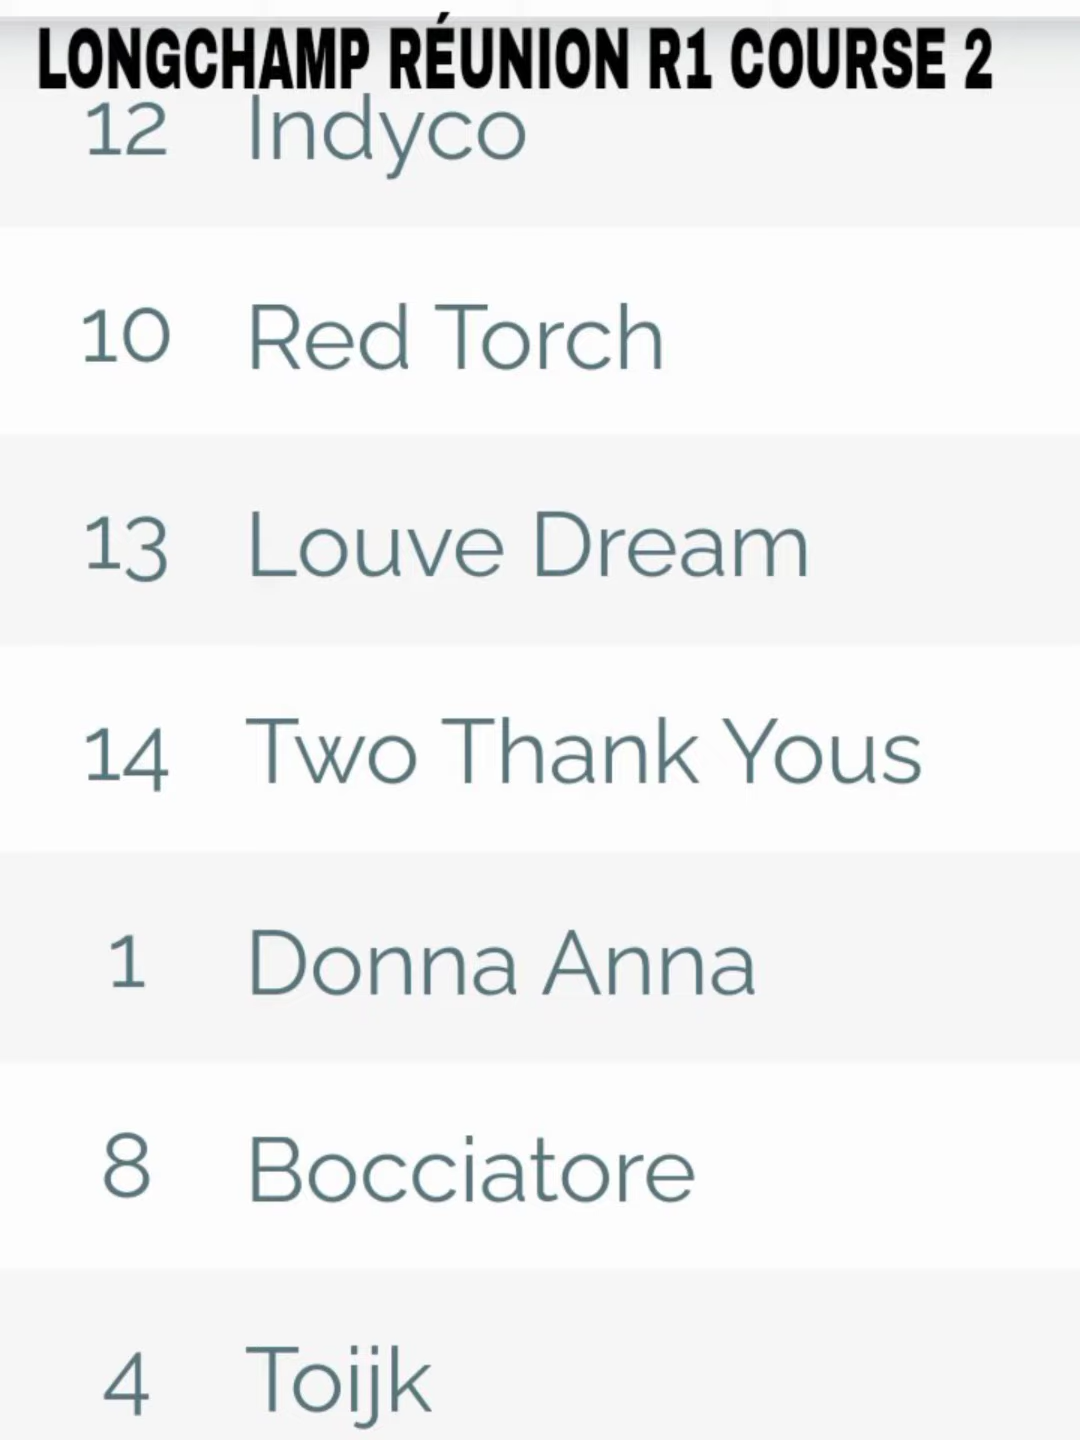 LONGCHAMP RÉUNION R1 COURSE 2
12 Indyco
10 Red Torch
13 Louve Dream
14 Two Thank Yous
1 Donna Anna
8 Bocciatore
4 Toijk